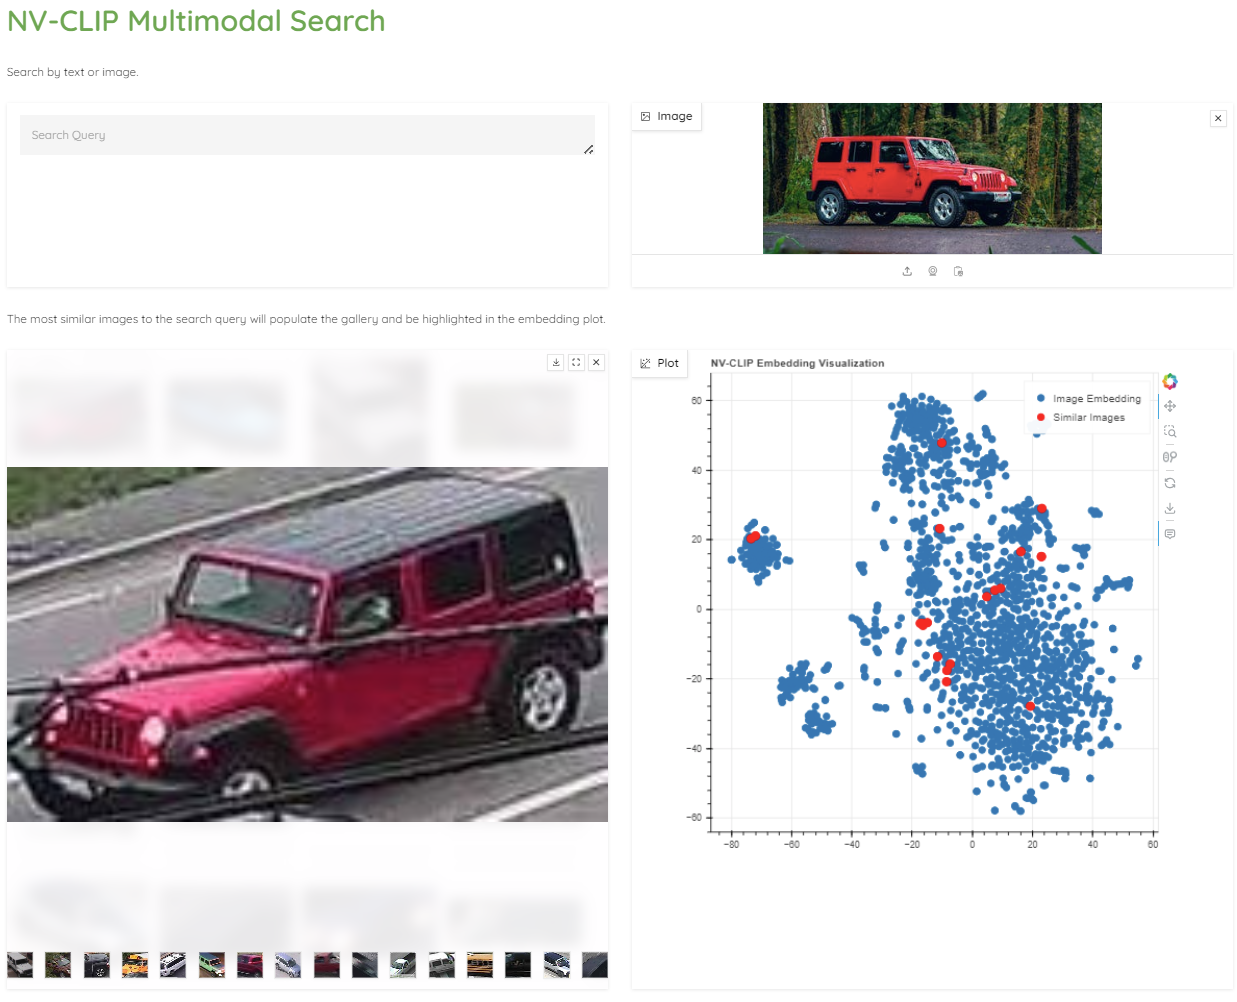 NV-CLIP Multimodal Search
Search by text or image.
Search Query
Image
The most similar images to the search query will populate the gallery and be highlighted in the embedding plot.
Plot
NV-CLIP Embedding Visualization
Image Embedding
Similar Images
60
40
20
0
−20
−40
−60
−80 −60 −40 −20 0 20 40 60